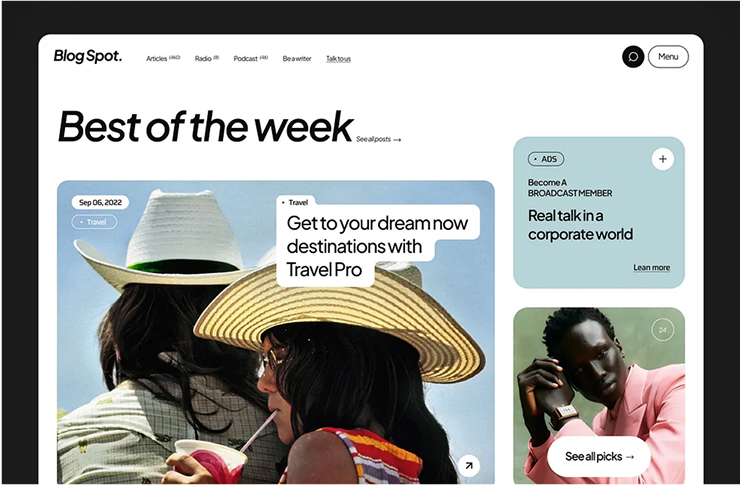 Blog Spot.
Articles (460)
Radio (8)
Podcast (46)
Be a writer
Talk to us
Menu
Best of the week
See all posts →
Sep 06, 2022
• Travel
• Travel
Get to your dream now
destinations with
Travel Pro
• ADS
+
Become A
BROADCAST MEMBER
Real talk in a
corporate world
Learn more
24
See all picks →